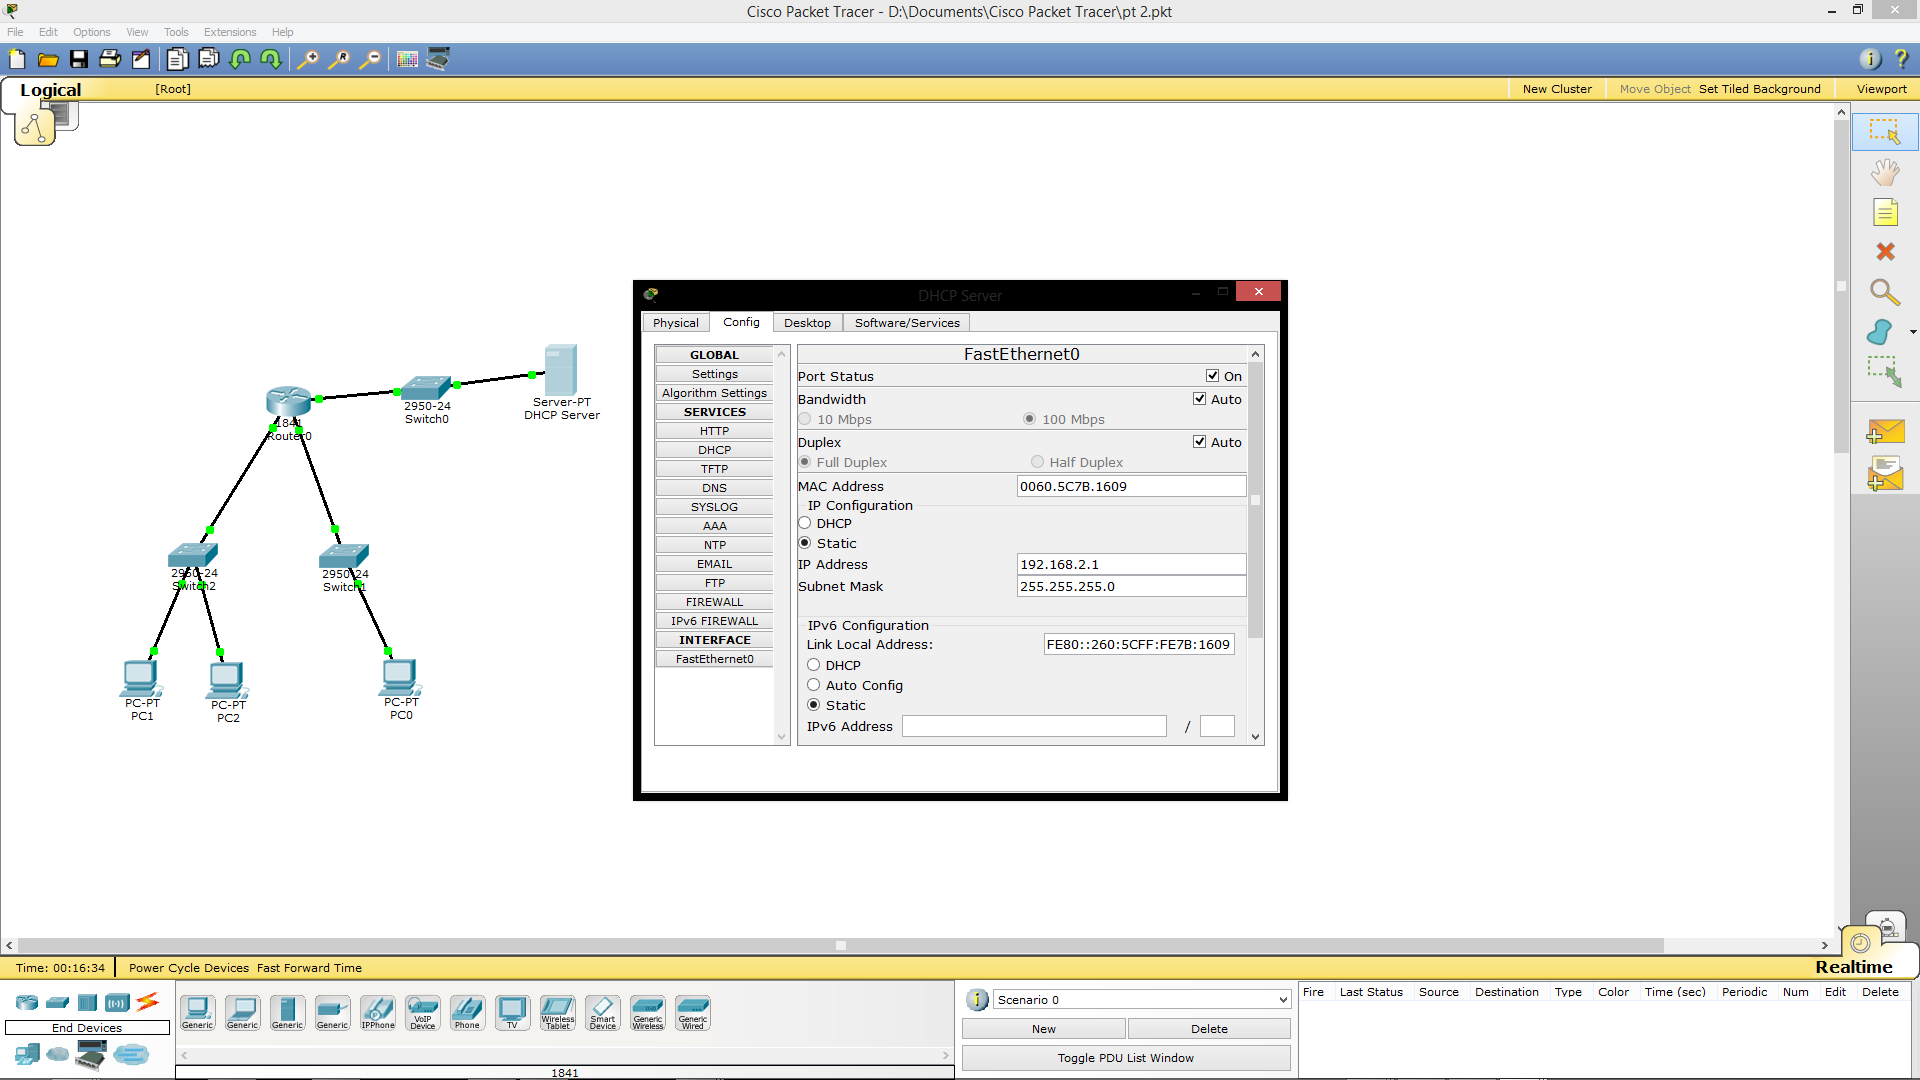 Cisco Packet Tracer - D:\Documents\Cisco Packet Tracer\pt 2.pkt
File Edit Options View Tools Extensions Help
Logical [Root] New Cluster Move Object Set Tiled Background Viewport
1841
Router0
2950-24
Switch0
Server-PT
DHCP Server
2950-24
Switch2
2950-24
Switch1
PC-PT
PC1
PC-PT
PC2
PC-PT
PC0
DHCP Server
Physical Config Desktop Software/Services
GLOBAL
Settings
Algorithm Settings
SERVICES
HTTP
DHCP
TFTP
DNS
SYSLOG
AAA
NTP
EMAIL
FTP
FIREWALL
IPv6 FIREWALL
INTERFACE
FastEthernet0
FastEthernet0
Port Status On
Bandwidth Auto
10 Mbps 100 Mbps
Duplex Auto
Full Duplex Half Duplex
MAC Address 0060.5C7B.1609
IP Configuration
DHCP
Static
IP Address 192.168.2.1
Subnet Mask 255.255.255.0
IPv6 Configuration
Link Local Address: FE80::260:5CFF:FE7B:1609
DHCP
Auto Config
Static
IPv6 Address /
Time: 00:16:34 Power Cycle Devices Fast Forward Time Realtime
End Devices
Generic Generic Generic Generic IPPhone VoIP Device Phone TV Wireless Tablet Smart Device Generic Wireless Generic Wired
1841
Scenario 0
New Delete
Toggle PDU List Window
Fire Last Status Source Destination Type Color Time (sec) Periodic Num Edit Delete